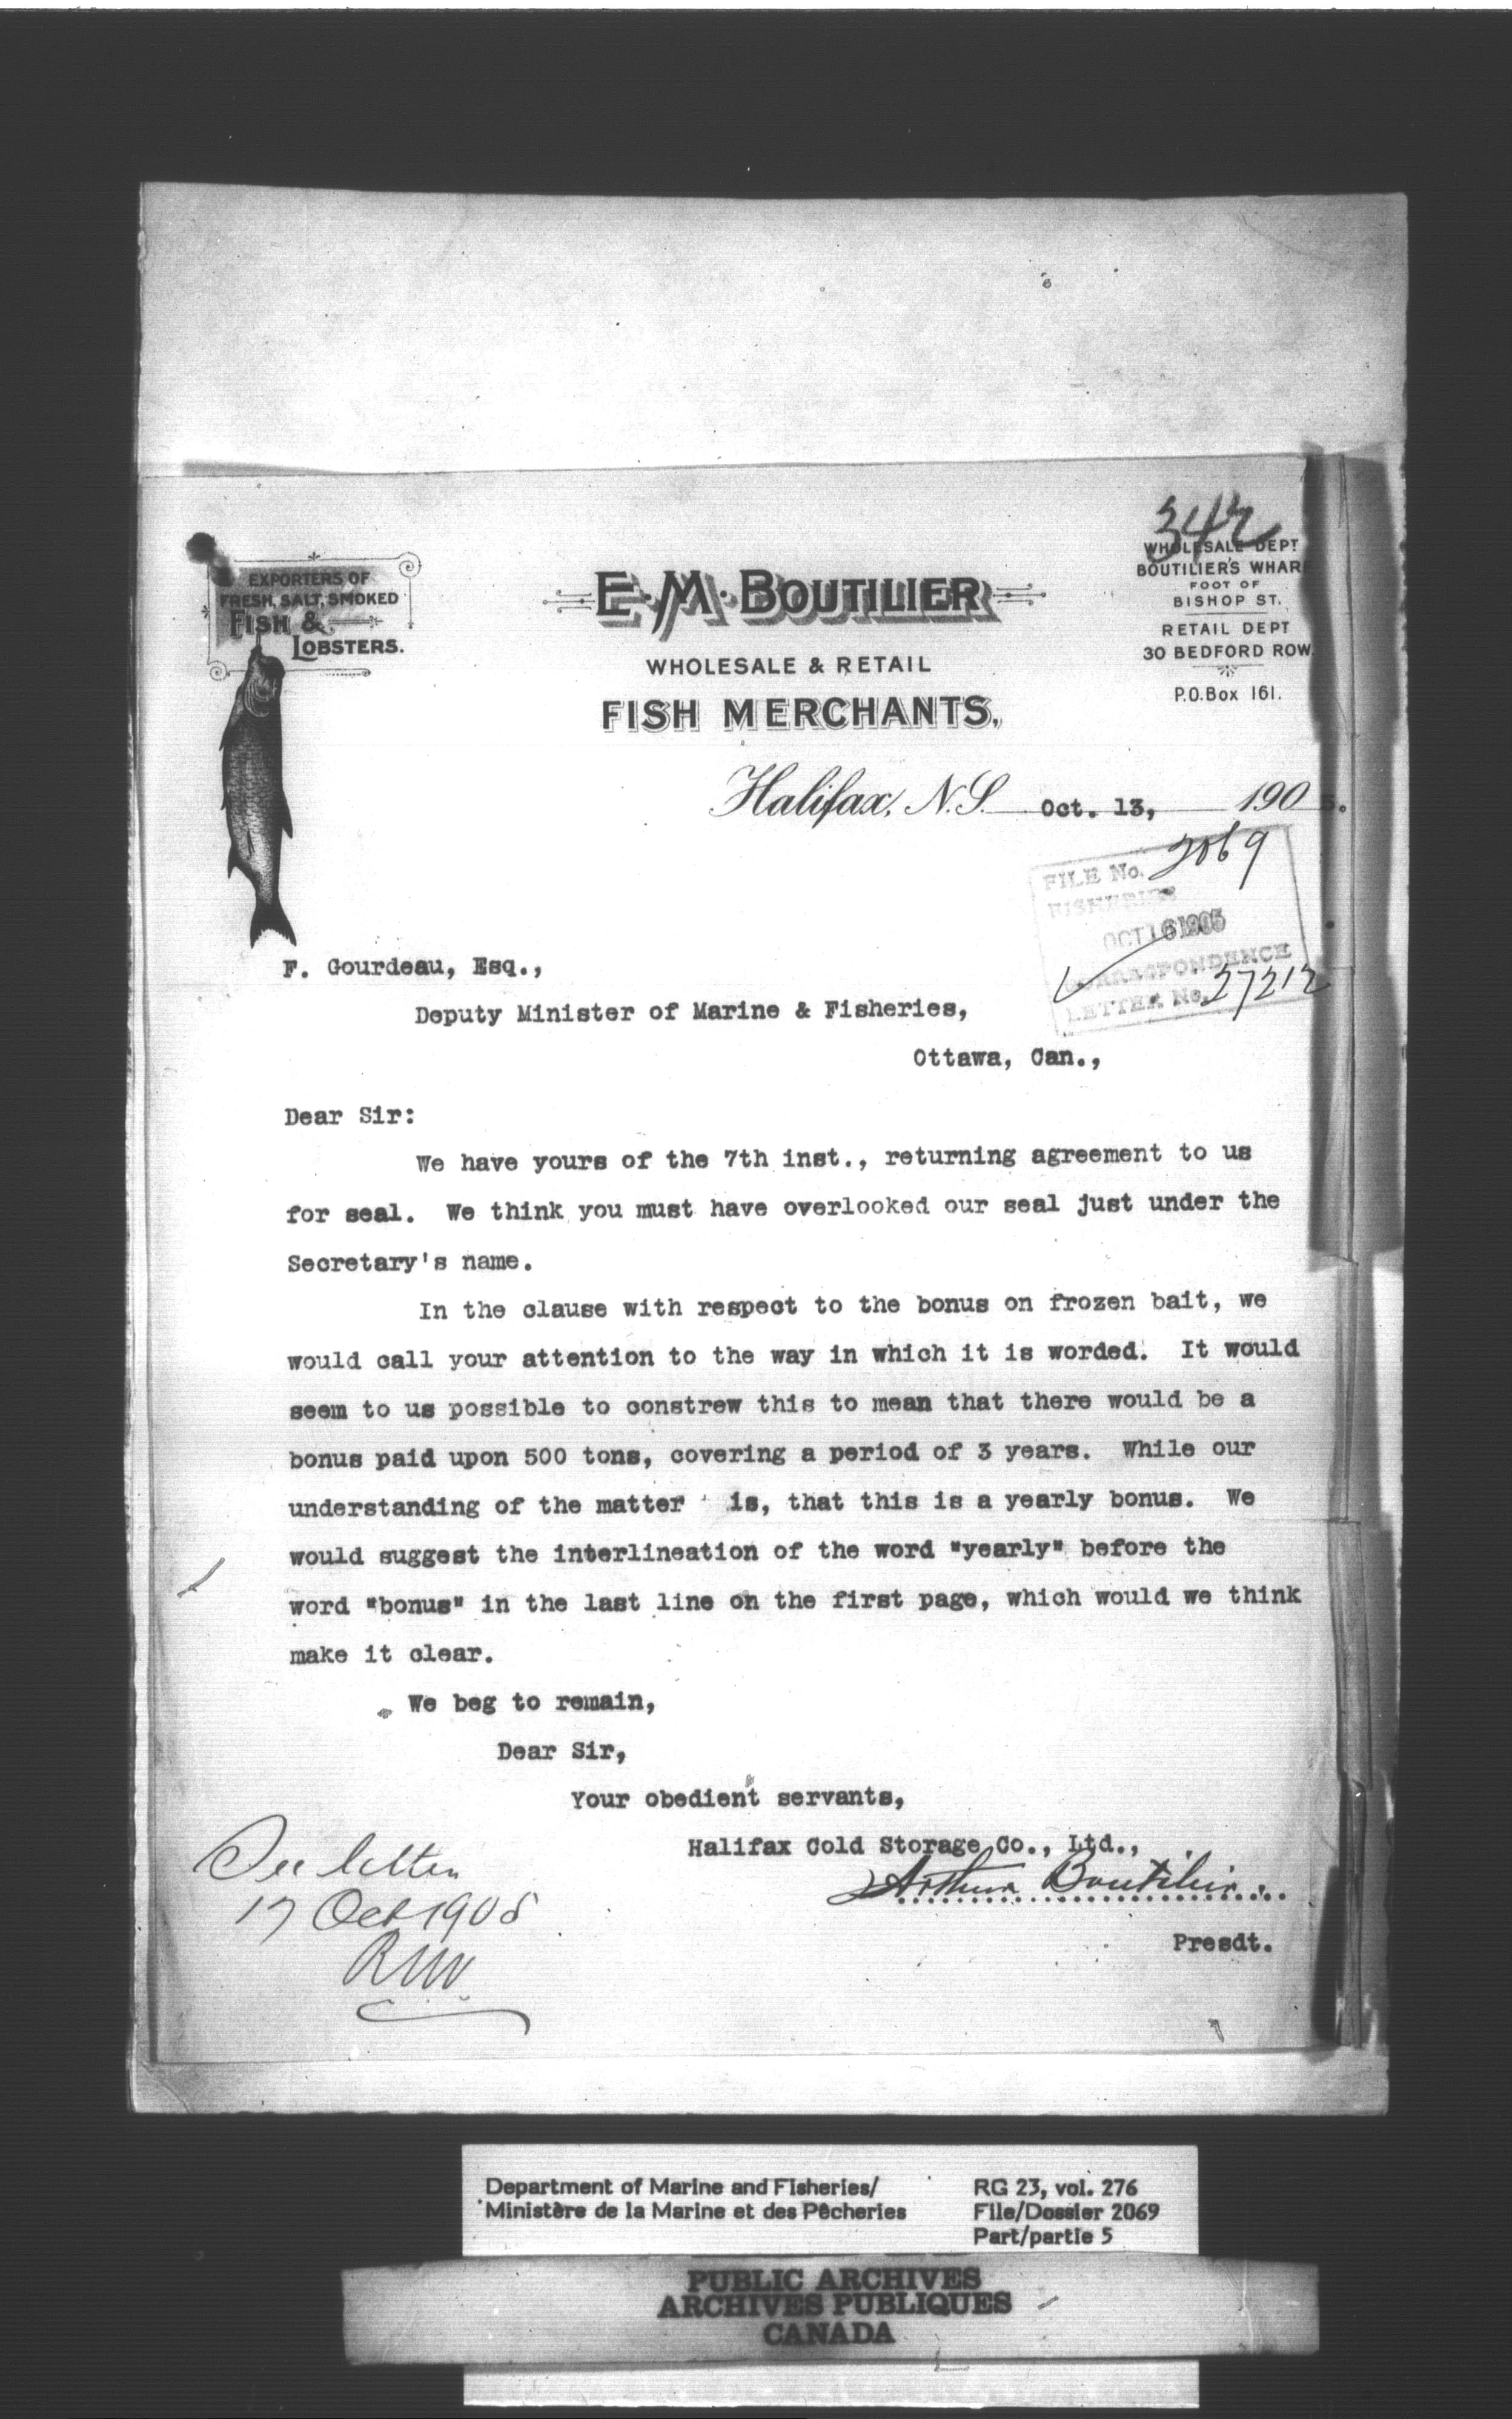 342
EXPORTERS OF
FRESH, SALT, SMOKED
FISH &
LOBSTERS.
E. M. BOUTILIER
WHOLESALE & RETAIL
FISH MERCHANTS,
WHOLESALE DEPT
BOUTILIER'S WHARF
FOOT OF
BISHOP ST.
RETAIL DEPT
30 BEDFORD ROW.
P.O. Box 161.
Halifax, N.S. Oct. 13, 1905.
FILE No. 2069
FISHERIES
OCT 16 1905
CORRESPONDENCE
LETTER No. 27212
F. Gourdeau, Esq.,
Deputy Minister of Marine & Fisheries,
Ottawa, Can.,
Dear Sir:
We have yours of the 7th inst., returning agreement to us
for seal. We think you must have overlooked our seal just under the
Secretary's name.
In the clause with respect to the bonus on frozen bait, we
would call your attention to the way in which it is worded. It would
seem to us possible to constrew this to mean that there would be a
bonus paid upon 500 tons, covering a period of 3 years. While our
understanding of the matter is, that this is a yearly bonus. We
would suggest the interlineation of the word "yearly" before the
word "bonus" in the last line on the first page, which would we think
make it clear.
We beg to remain,
Dear Sir,
Your obedient servants,
Halifax Cold Storage Co., Ltd.,
Arthur Boutilier
Presdt.
See letter
17 Oct 1905
RNV
Department of Marine and Fisheries/
Ministère de la Marine et des Pêcheries
RG 23, vol. 276
File/Dossier 2069
Part/partie 5
PUBLIC ARCHIVES
ARCHIVES PUBLIQUES
CANADA